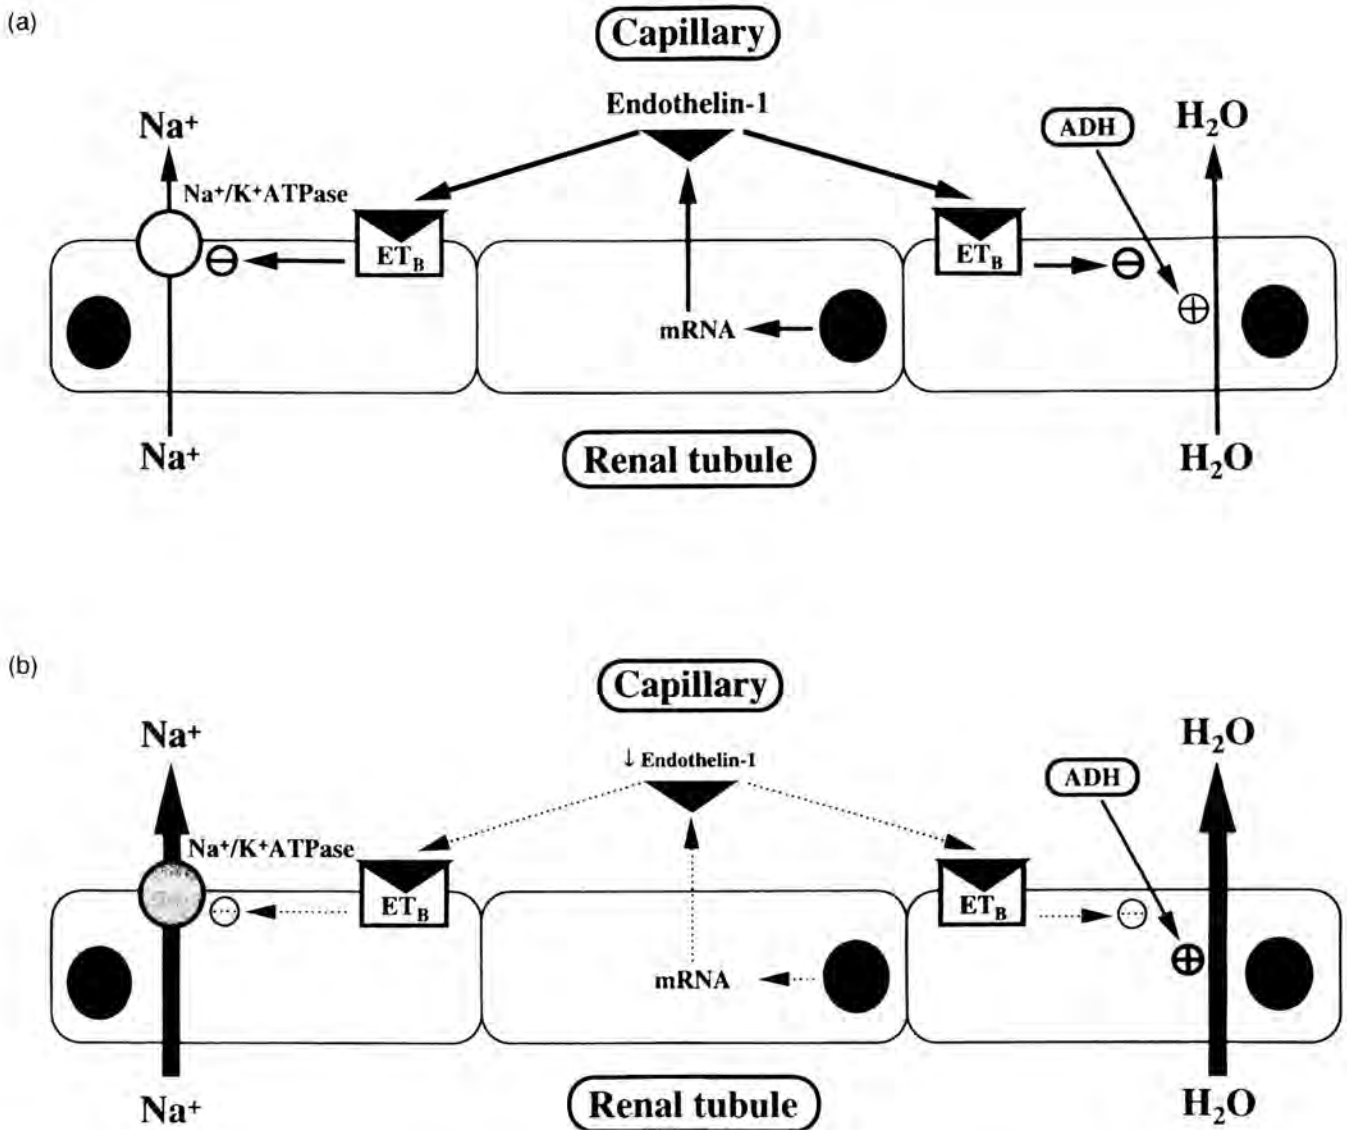 (a)
Capillary
Endothelin-1
Na⁺
ADH
H₂O
Na⁺/K⁺ATPase
ET_B
ET_B
mRNA
Na⁺
Renal tubule
H₂O
(b)
Capillary
Na⁺
↓ Endothelin-1
H₂O
ADH
Na⁺/K⁺ATPase
ET_B
ET_B
mRNA
Na⁺
Renal tubule
H₂O